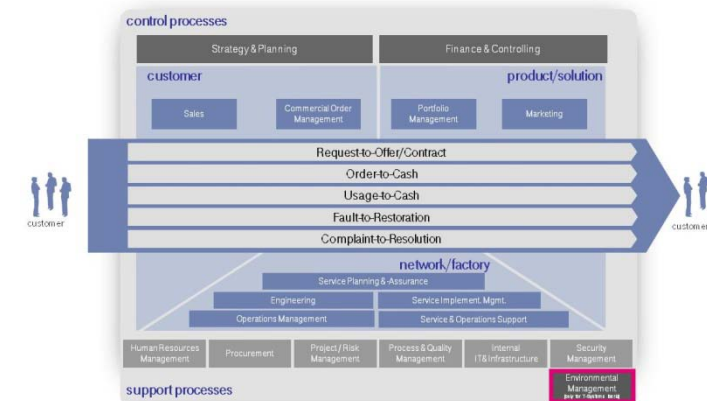 control processes
Strategy & Planning
Finance & Controlling
customer
product/solution
Sales
Commercial Order
Management
Portfolio
Management
Marketing
Request-to-Offer/Contract
Order-to-Cash
Usage-to-Cash
Fault-to-Restoration
Complaint-to-Resolution
customer
customer
network/factory
Service Planning & -Assurance
Engineering
Service Implement. Mgmt.
Operations Management
Service & Operations Support
Human Resources
Management
Procurement
Project / Risk
Management
Process & Quality
Management
Internal
IT& Infrastructure
Security
Management
Environmental
Management
support processes